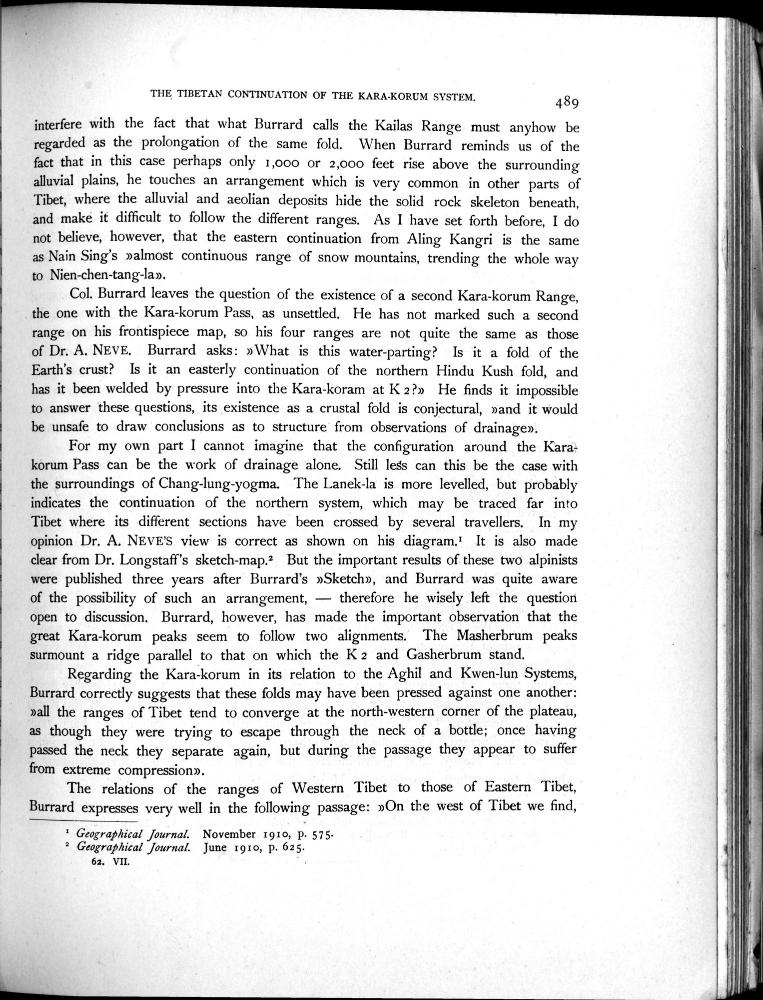 THE TIBETAN CONTINUATION OF THE KARA-KORUM SYSTEM.
489
interfere with the fact that what Burrard calls the Kailas Range must anyhow be
regarded as the prolongation of the same fold. When Burrard reminds us of the
fact that in this case perhaps only 1,000 or 2,000 feet rise above the surrounding
alluvial plains, he touches an arrangement which is very common in other parts of
Tibet, where the alluvial and aeolian deposits hide the solid rock skeleton beneath,
and make it difficult to follow the different ranges. As I have set forth before, I do
not believe, however, that the eastern continuation from Aling Kangri is the same
as Nain Sing's »almost continuous range of snow mountains, trending the whole way
to Nien-chen-tang-la».
Col. Burrard leaves the question of the existence of a second Kara-korum Range,
the one with the Kara-korum Pass, as unsettled. He has not marked such a second
range on his frontispiece map, so his four ranges are not quite the same as those
of Dr. A. NEVE. Burrard asks: »What is this water-parting? Is it a fold of the
Earth's crust? Is it an easterly continuation of the northern Hindu Kush fold, and
has it been welded by pressure into the Kara-koram at K 2?» He finds it impossible
to answer these questions, its existence as a crustal fold is conjectural, »and it would
be unsafe to draw conclusions as to structure from observations of drainage».
For my own part I cannot imagine that the configuration around the Kara-
korum Pass can be the work of drainage alone. Still less can this be the case with
the surroundings of Chang-lung-yogma. The Lanek-la is more levelled, but probably
indicates the continuation of the northern system, which may be traced far into
Tibet where its different sections have been crossed by several travellers. In my
opinion Dr. A. NEVE'S view is correct as shown on his diagram.¹ It is also made
clear from Dr. Longstaff's sketch-map.² But the important results of these two alpinists
were published three years after Burrard's »Sketch», and Burrard was quite aware
of the possibility of such an arrangement, — therefore he wisely left the question
open to discussion. Burrard, however, has made the important observation that the
great Kara-korum peaks seem to follow two alignments. The Masherbrum peaks
surmount a ridge parallel to that on which the K 2 and Gasherbrum stand.
Regarding the Kara-korum in its relation to the Aghil and Kwen-lun Systems,
Burrard correctly suggests that these folds may have been pressed against one another:
»all the ranges of Tibet tend to converge at the north-western corner of the plateau,
as though they were trying to escape through the neck of a bottle; once having
passed the neck they separate again, but during the passage they appear to suffer
from extreme compression».
The relations of the ranges of Western Tibet to those of Eastern Tibet,
Burrard expresses very well in the following passage: »On the west of Tibet we find,
¹ Geographical Journal. November 1910, p. 575.
² Geographical Journal. June 1910, p. 625.
62. VII.